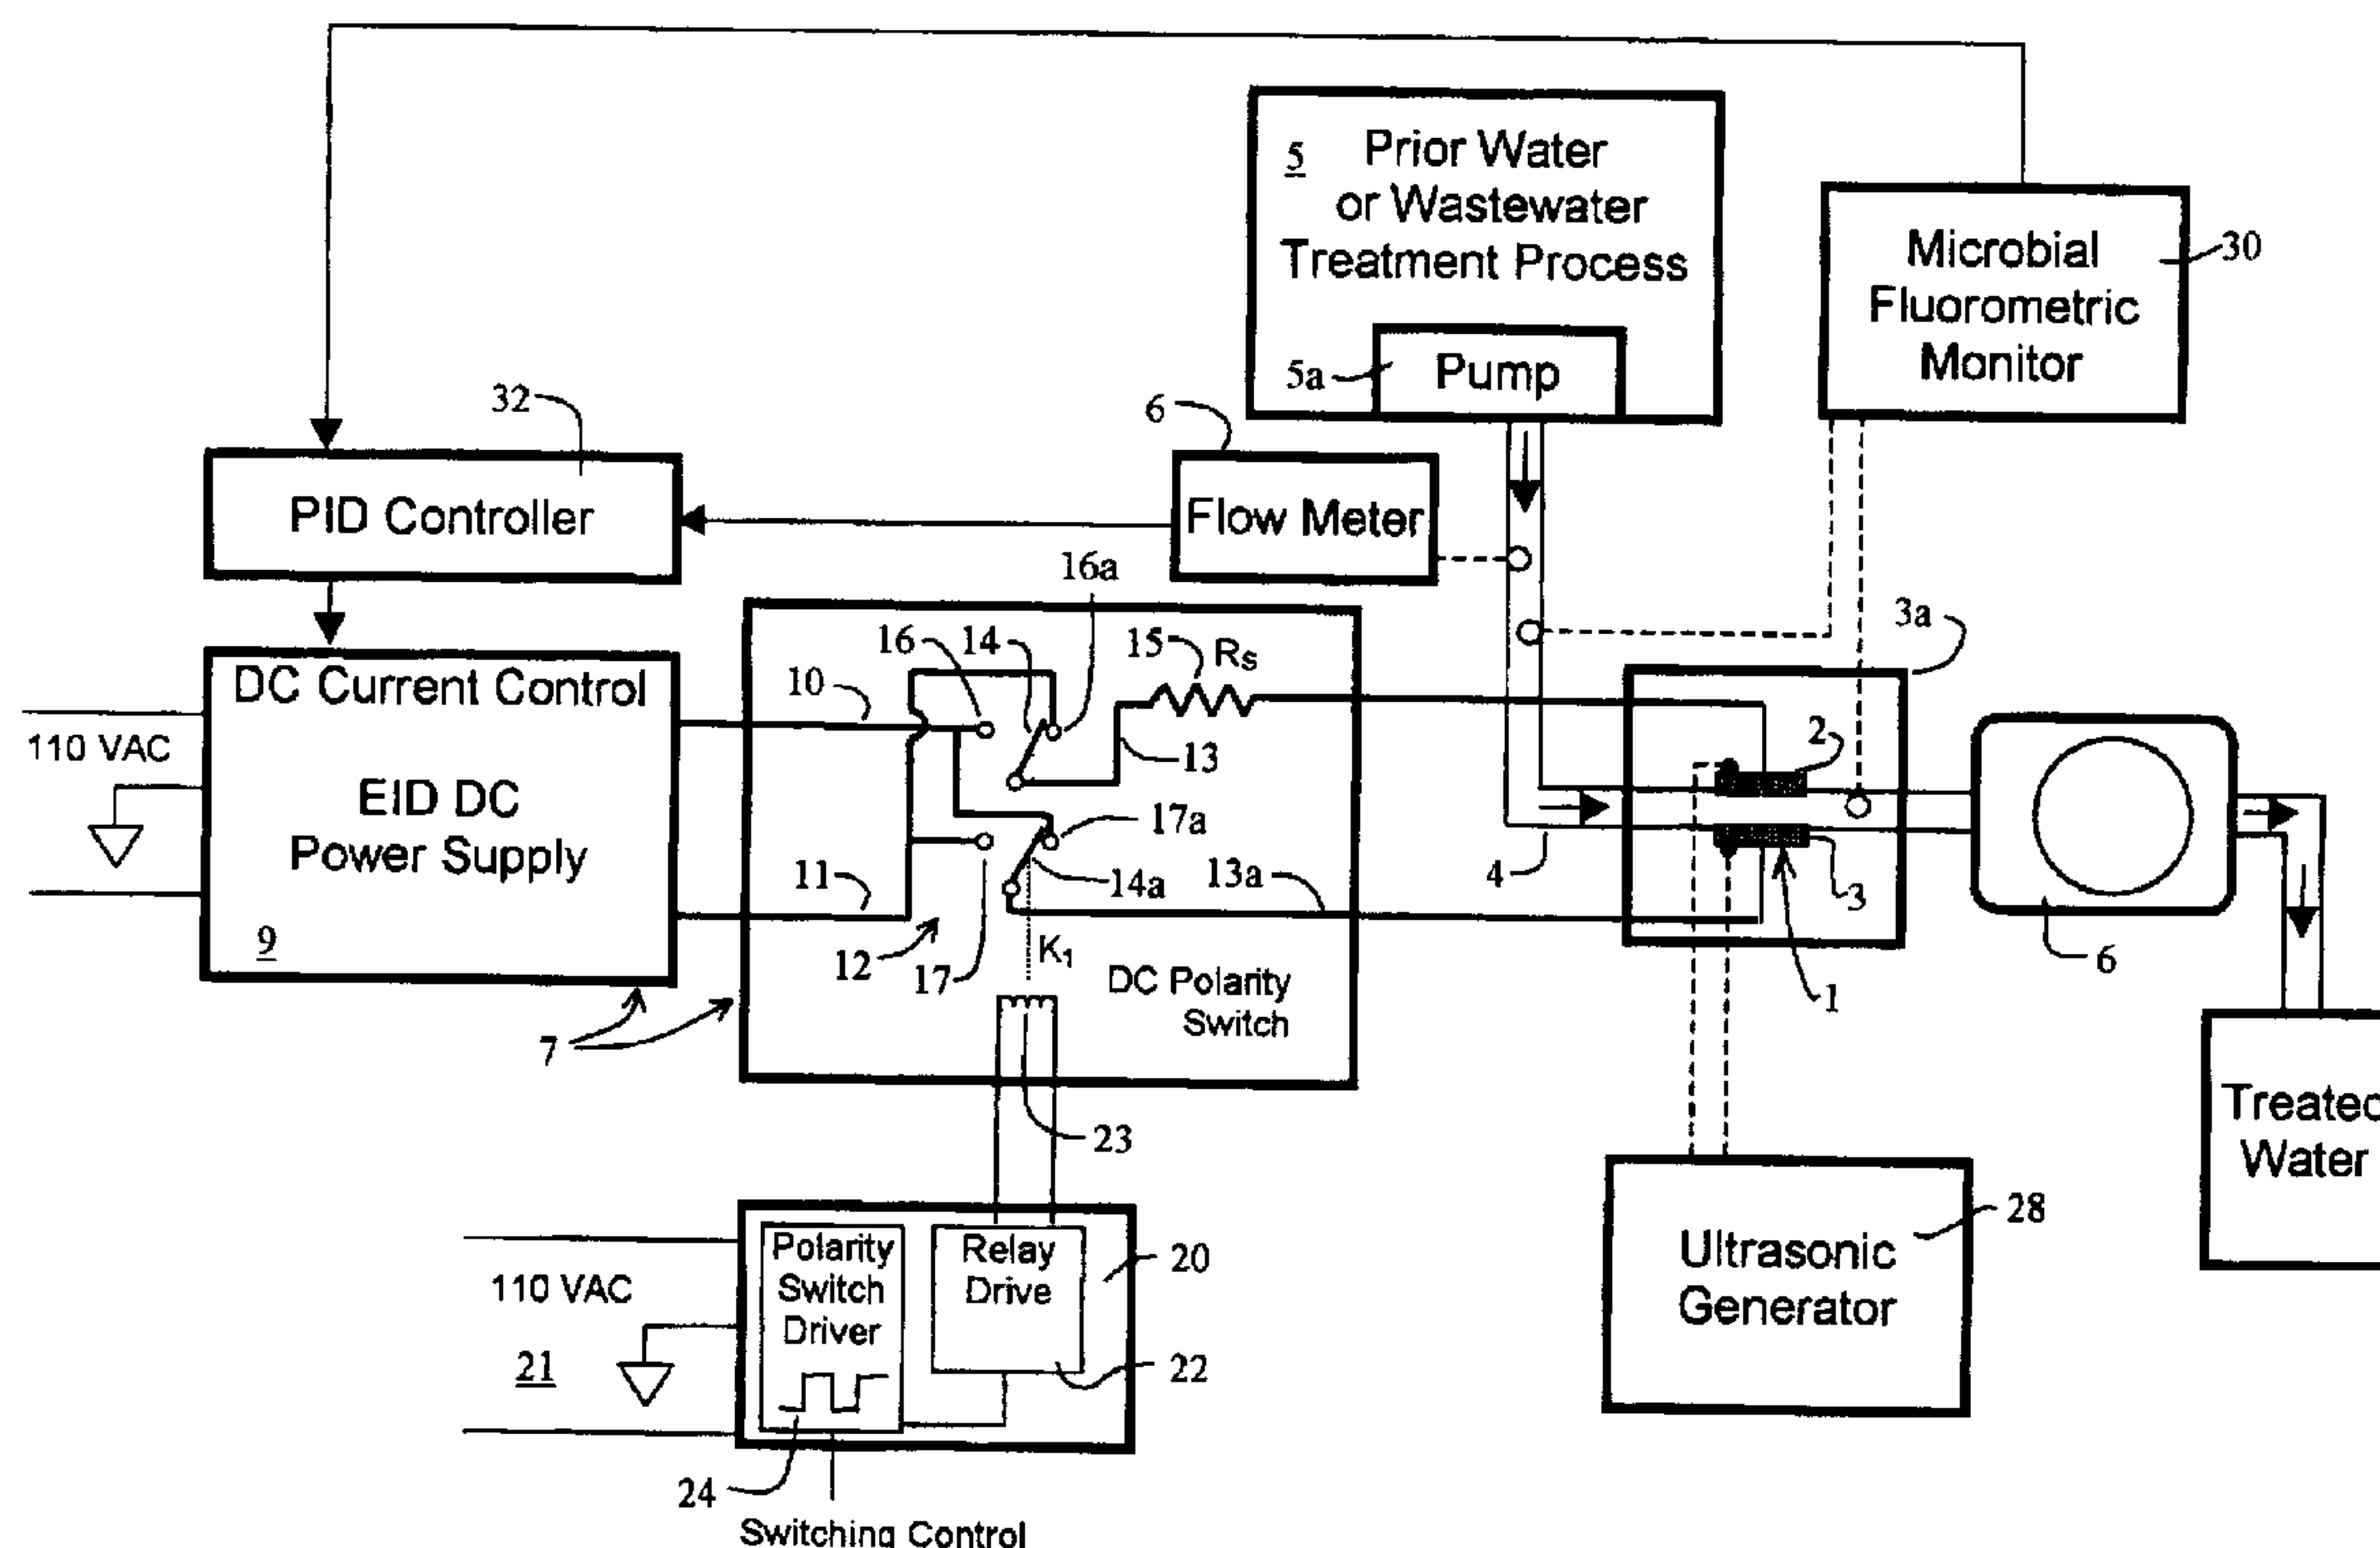 5 Prior Water
or Wastewater
Treatment Process
5a
Pump
Microbial
Fluorometric
Monitor
30
32
6
PID Controller
Flow Meter
16a
3a
DC Current Control
110 VAC
EID DC
Power Supply
9
10
16
14
15
Rs
13
2
17a
11
14a
13a
4
3
12
17
K1
DC Polarity
Switch
6
1
7
23
Treated
Water
Polarity
Switch
Driver
Relay
Drive
20
110 VAC
21
22
24
Switching Control
Ultrasonic
Generator
28